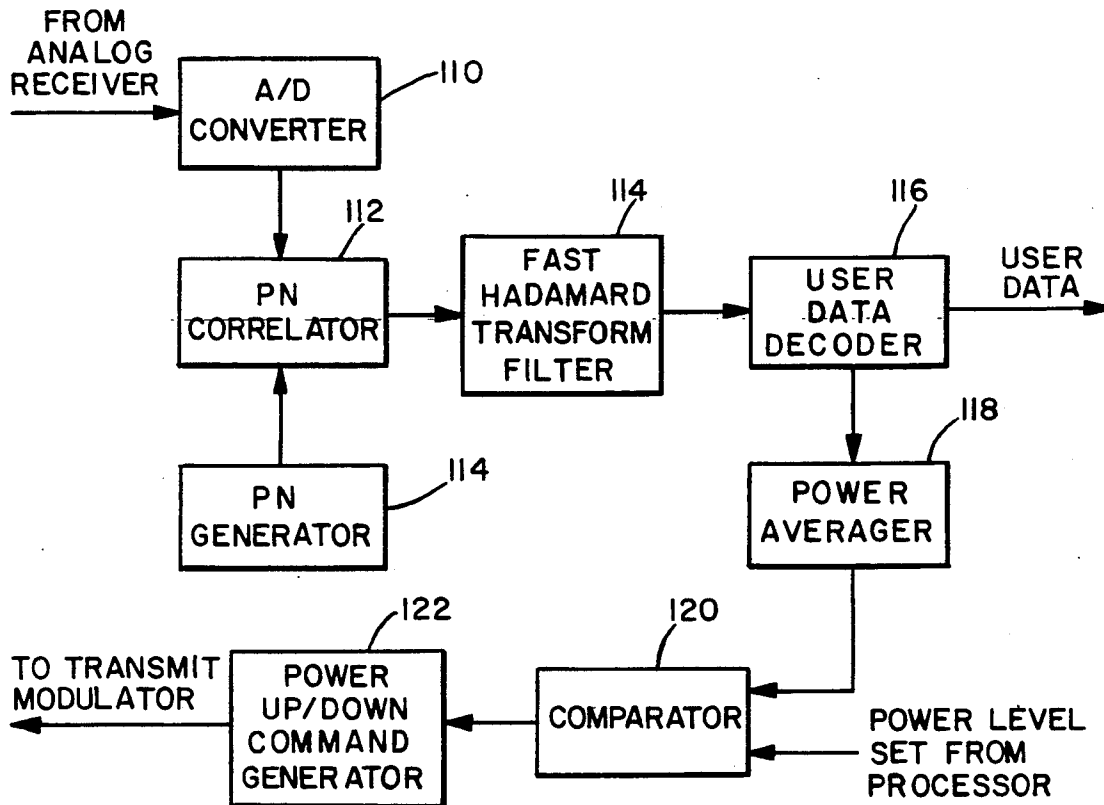 FROM
ANALOG
RECEIVER
A/D
CONVERTER
110
112
PN
CORRELATOR
114
FAST
HADAMARD
TRANSFORM
FILTER
116
USER
DATA
DECODER
USER
DATA
PN
GENERATOR
114
118
POWER
AVERAGER
TO TRANSMIT
MODULATOR
122
POWER
UP/DOWN
COMMAND
GENERATOR
120
COMPARATOR
POWER LEVEL
SET FROM
PROCESSOR